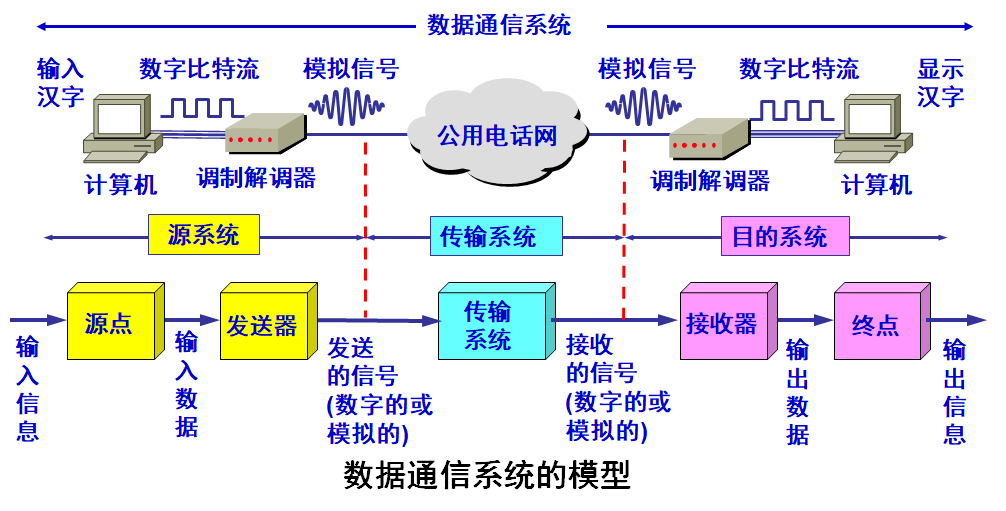 数据通信系统
输入
汉字
数字比特流
模拟信号
模拟信号
数字比特流
显示
汉字
公用电话网
计算机
调制解调器
调制解调器
计算机
源系统
传输系统
目的系统
源点
发送器
传输
系统
接收器
终点
输入信息
输入数据
发送
的信号
(数字的或
模拟的)
接收
的信号
(数字的或
模拟的)
输出数据
输出信息
数据通信系统的模型